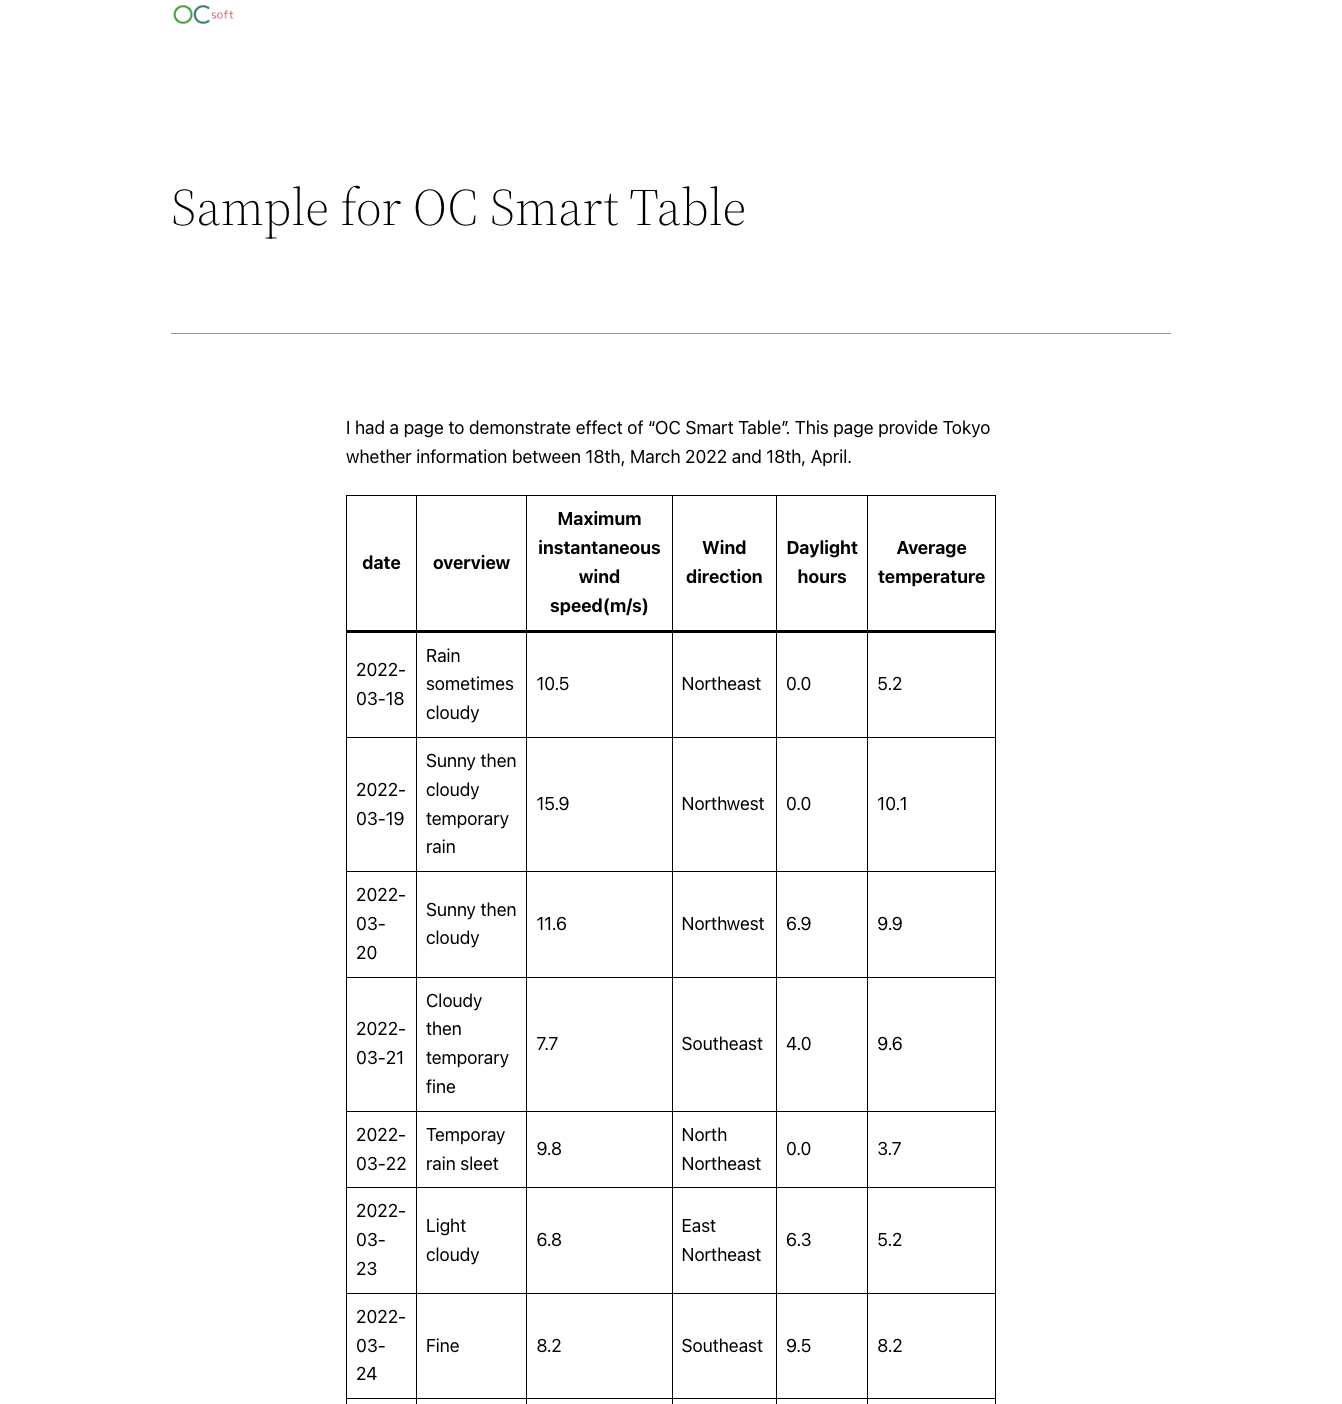 OCsoft
Sample for OC Smart Table
I had a page to demonstrate effect of “OC Smart Table”. This page provide Tokyo
whether information between 18th, March 2022 and 18th, April.
date
overview
Maximum
instantaneous
wind
speed(m/s)
Wind
direction
Daylight
hours
Average
temperature
2022-
03-18
Rain
sometimes
cloudy
10.5
Northeast
0.0
5.2
2022-
03-19
Sunny then
cloudy
temporary
rain
15.9
Northwest
0.0
10.1
2022-
03-
20
Sunny then
cloudy
11.6
Northwest
6.9
9.9
2022-
03-21
Cloudy
then
temporary
fine
7.7
Southeast
4.0
9.6
2022-
03-22
Temporay
rain sleet
9.8
North
Northeast
0.0
3.7
2022-
03-
23
Light
cloudy
6.8
East
Northeast
6.3
5.2
2022-
03-
24
Fine
8.2
Southeast
9.5
8.2